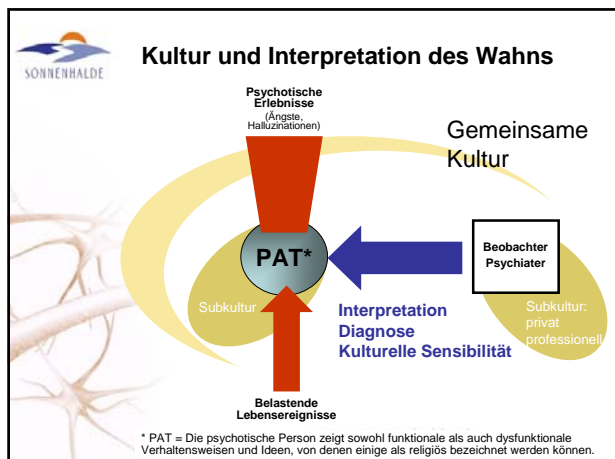 SONNENHALDE
Kultur und Interpretation des Wahns
Psychotische
Erlebnisse
(Ängste,
Halluzinationen)
Gemeinsame
Kultur
PAT*
Beobachter
Psychiater
Subkultur
Subkultur:
privat
professionell
Interpretation
Diagnose
Kulturelle Sensibilität
Belastende
Lebensereignisse
* PAT = Die psychotische Person zeigt sowohl funktionale als auch dysfunktionale
Verhaltensweisen und Ideen, von denen einige als religiös bezeichnet werden können.